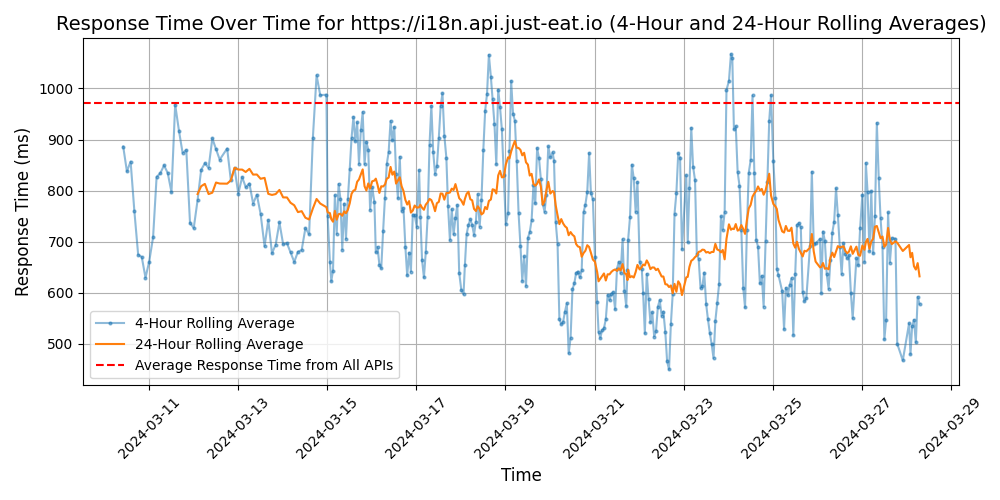 Response Time Over Time for https://i18n.api.just-eat.io (4-Hour and 24-Hour Rolling Averages)
Response Time (ms)
1000
900
800
700
600
500
4-Hour Rolling Average
24-Hour Rolling Average
Average Response Time from All APIs
2024-03-11
2024-03-13
2024-03-15
2024-03-17
2024-03-19
2024-03-21
2024-03-23
2024-03-25
2024-03-27
2024-03-29
Time